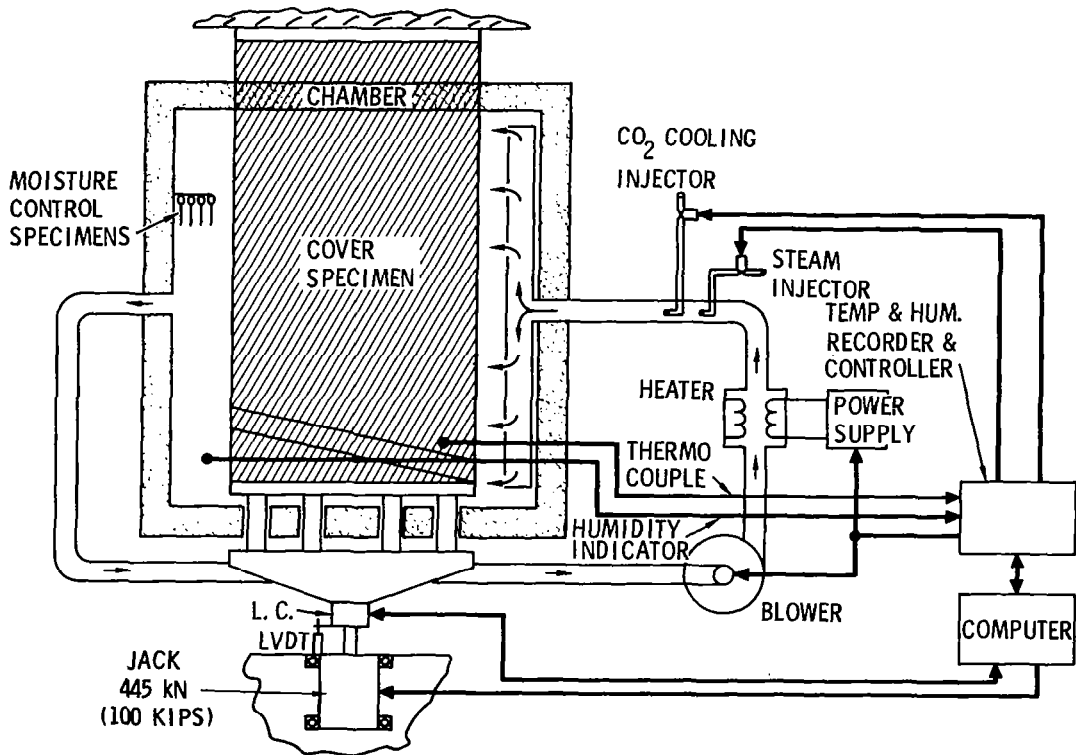 CHAMBER
CO2 COOLING
INJECTOR
MOISTURE
CONTROL
SPECIMENS
COVER
SPECIMEN
STEAM
INJECTOR
TEMP & HUM.
RECORDER &
CONTROLLER
HEATER
POWER
SUPPLY
THERMO
COUPLE
HUMIDITY
INDICATOR
BLOWER
L. C.
LVDT
COMPUTER
JACK
445 kN
(100 KIPS)